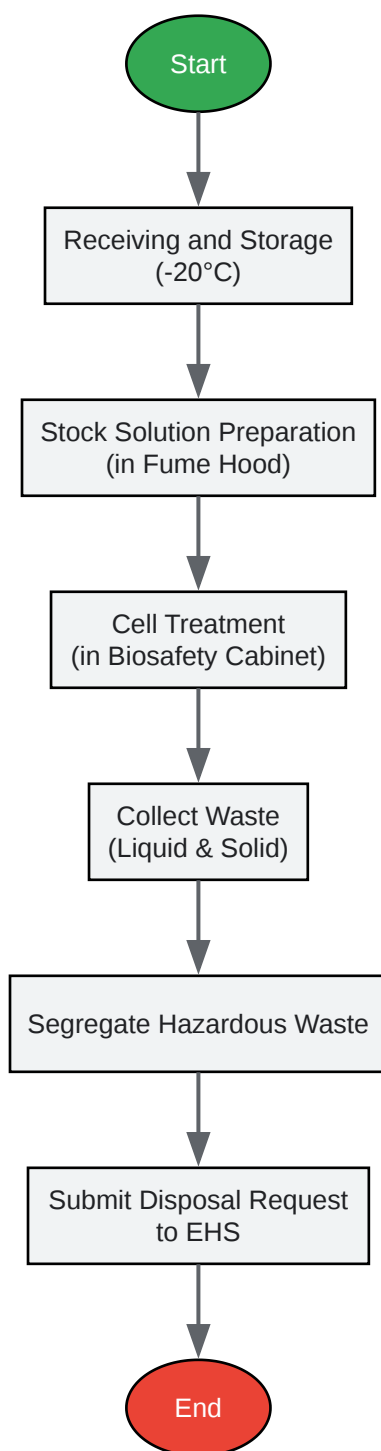 Start
Receiving and Storage
(-20°C)
Stock Solution Preparation
(in Fume Hood)
Cell Treatment
(in Biosafety Cabinet)
Collect Waste
(Liquid & Solid)
Segregate Hazardous Waste
Submit Disposal Request
to EHS
End